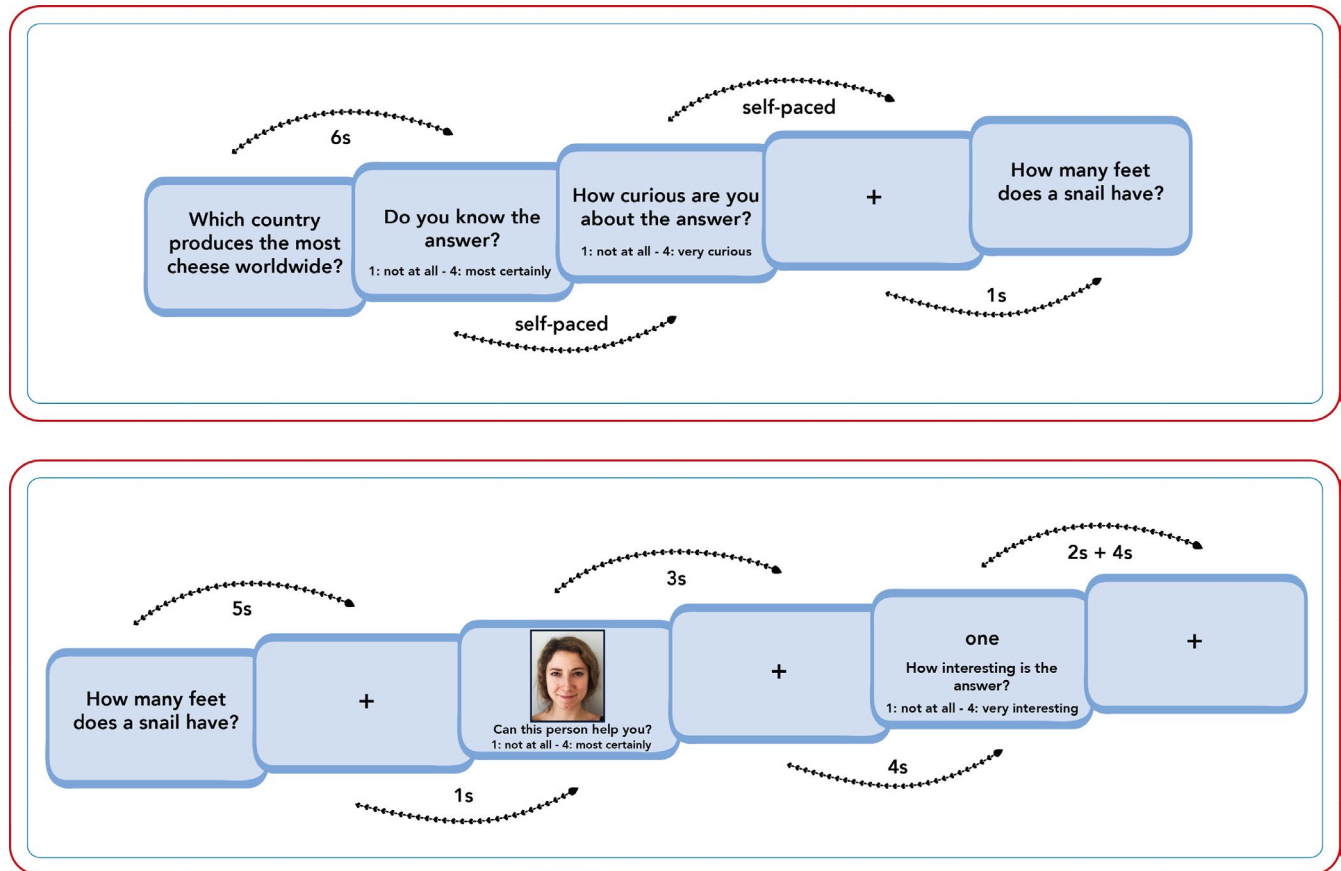 6s
Which country
produces the most
cheese worldwide?
Do you know the
answer?
1: not at all - 4: most certainly
self-paced
How curious are you
about the answer?
1: not at all - 4: very curious
self-paced
+
1s
How many feet
does a snail have?
5s
How many feet
does a snail have?
+
1s
Can this person help you?
1: not at all - 4: most certainly
3s
+
4s
one
How interesting is the
answer?
1: not at all - 4: very interesting
2s + 4s
+